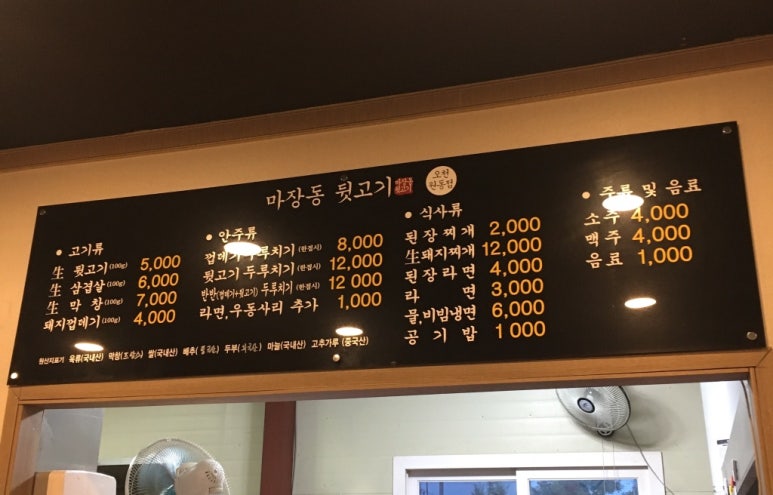 마장동 뒷고기
오천
원동점
• 고기류
生 뒷고기(100g) 5,000
生 삼겹살(100g) 6,000
生 막 창(100g) 7,000
돼지껍데기(100g) 4,000
• 안주류
껍데기두루치기(한접시) 8,000
뒷고기두루치기(한접시) 12,000
반반(껍데기+뒷고기)두루치기(한접시) 12 000
라면,우동사리 추가 1,000
• 식사류
된장찌개 2,000
生돼지찌개 12,000
된장라면 4,000
라 면 3,000
물,비빔냉면 6,000
공 기 밥 1 000
• 주류 및 음료
소주 4,000
맥주 4,000
음료 1,000
원산지표기 육류(국내산) 막창 쌀(국내산) 배추 두부 마늘(국내산) 고추가루 (중국산)